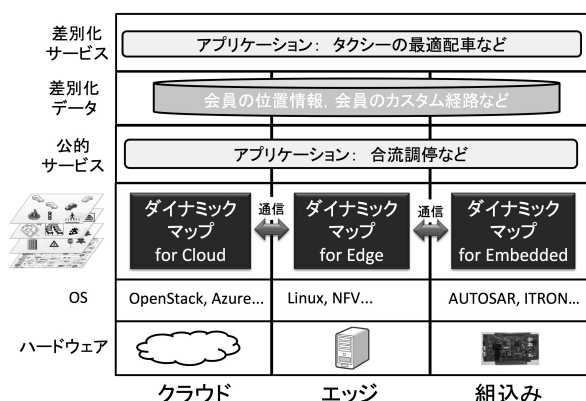 差別化
サービス
アプリケーション： タクシーの最適配車など
差別化
データ
会員の位置情報，会員のカスタム経路など
公的
サービス
アプリケーション： 合流調停など
ダイナミック
マップ
for Cloud
通信
ダイナミック
マップ
for Edge
通信
ダイナミック
マップ
for Embedded
OS
OpenStack, Azure...
Linux, NFV...
AUTOSAR, ITRON...
ハードウェア
クラウド
エッジ
組込み